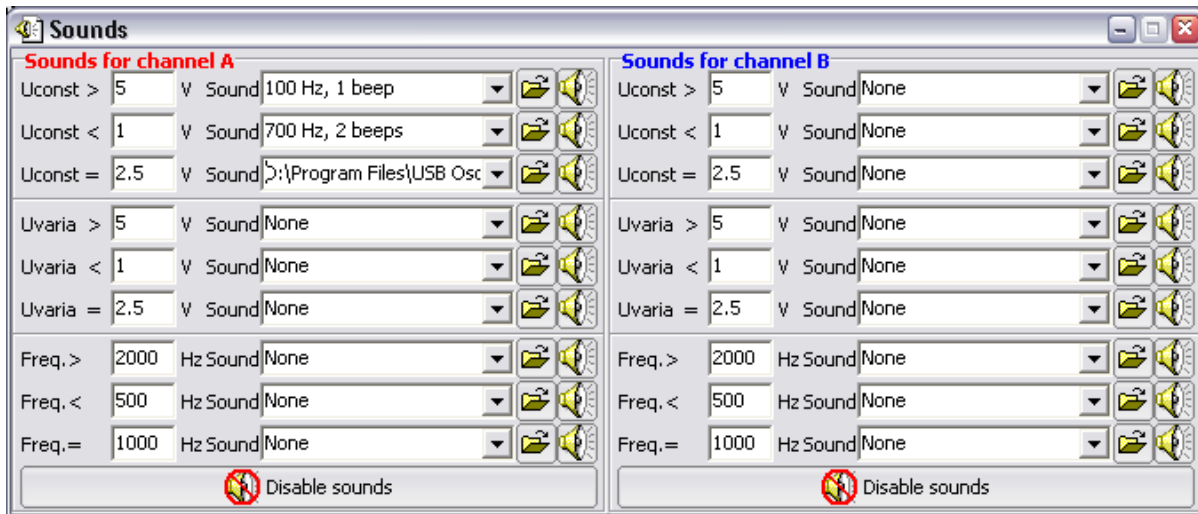 Sounds
Sounds for channel A
Uconst > 5 V Sound 100 Hz, 1 beep
Uconst < 1 V Sound 700 Hz, 2 beeps
Uconst = 2.5 V Sound D:\Program Files\USB Osc
Uvaria > 5 V Sound None
Uvaria < 1 V Sound None
Uvaria = 2.5 V Sound None
Freq. > 2000 Hz Sound None
Freq. < 500 Hz Sound None
Freq. = 1000 Hz Sound None
Disable sounds
Sounds for channel B
Uconst > 5 V Sound None
Uconst < 1 V Sound None
Uconst = 2.5 V Sound None
Uvaria > 5 V Sound None
Uvaria < 1 V Sound None
Uvaria = 2.5 V Sound None
Freq. > 2000 Hz Sound None
Freq. < 500 Hz Sound None
Freq. = 1000 Hz Sound None
Disable sounds